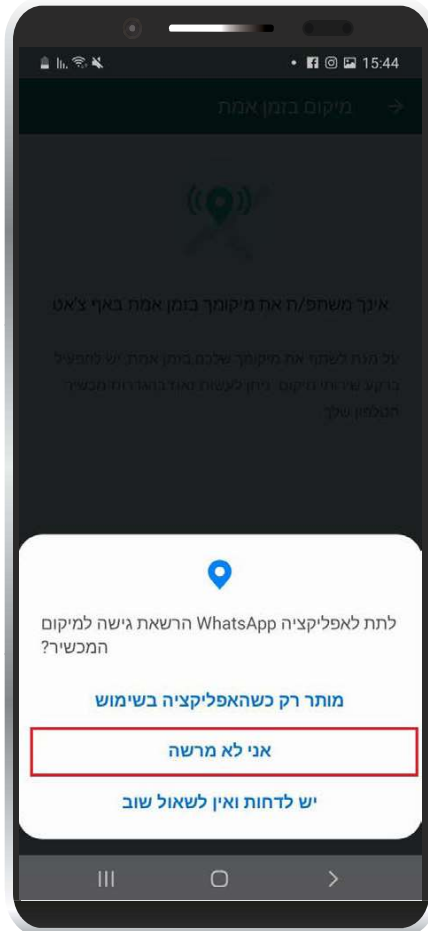 15:44
מיקום בזמן אמת
אינך משתפ/ת את מיקומך בזמן אמת באף צ'אט
על מנת לשתף את מיקומך שלכם בזמן אמת, יש להפעיל
ברקע שירותי מיקום. ניתן לעשות זאת בהגדרות מכשיר
הטלפון שלך
לתת לאפליקציה WhatsApp הרשאת גישה למיקום
המכשיר?
מותר רק כשהאפליקציה בשימוש
אני לא מרשה
יש לדחות ואין לשאול שוב